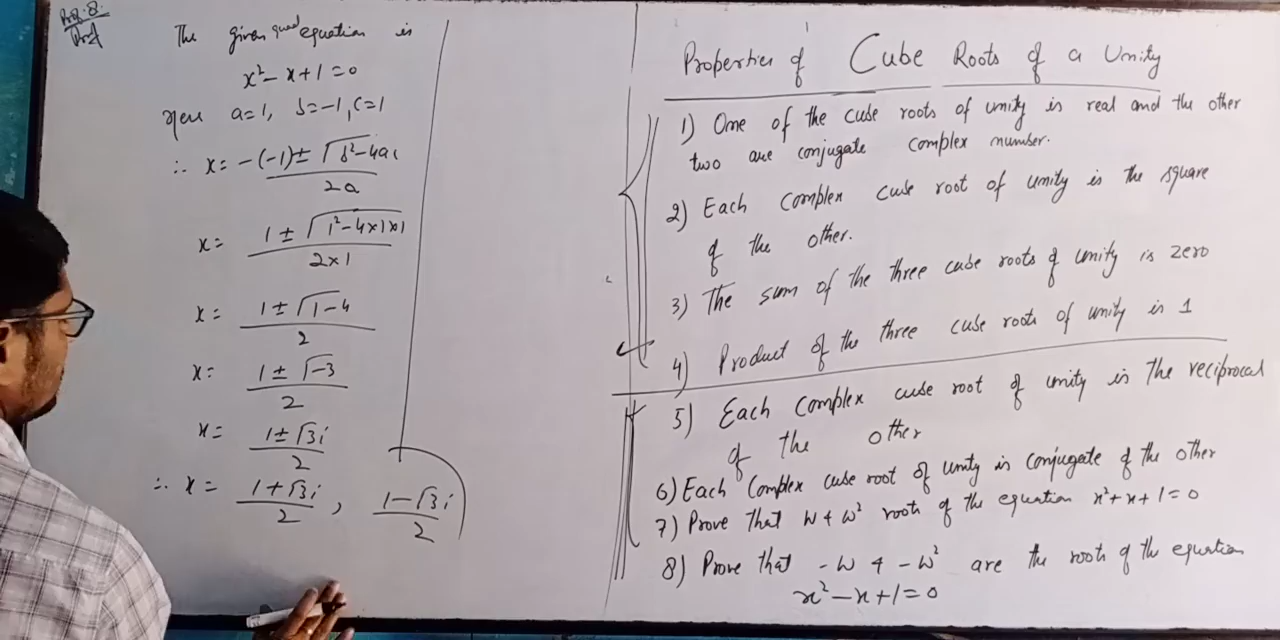 Prop.8.
Proof
The given quad equation is
x² - x + 1 = 0
Here a=1, b=-1, c=1
∴ x = -(-1) ± √b²-4ac / 2a
x = 1 ± √1²-4×1×1 / 2×1
x = 1 ± √1-4 / 2
x = 1 ± √-3 / 2
x = 1 ± √3i / 2
∴ x = 1+√3i / 2 , 1-√3i / 2
Properties of Cube Roots of a Unity
1) One of the cube roots of unity is real and the other
two are conjugate complex number.
2) Each complex cube root of unity is the square
of the other.
3) The sum of the three cube roots of unity is zero
4) Product of the three cube roots of unity is 1
5) Each complex cube root of unity is the reciprocal
of the other
6) Each complex cube root of unity is conjugate of the other
7) Prove that ω & ω² roots of the equation x²+x+1=0
8) Prove that -ω & -ω² are the roots of the equation
x²-x+1=0